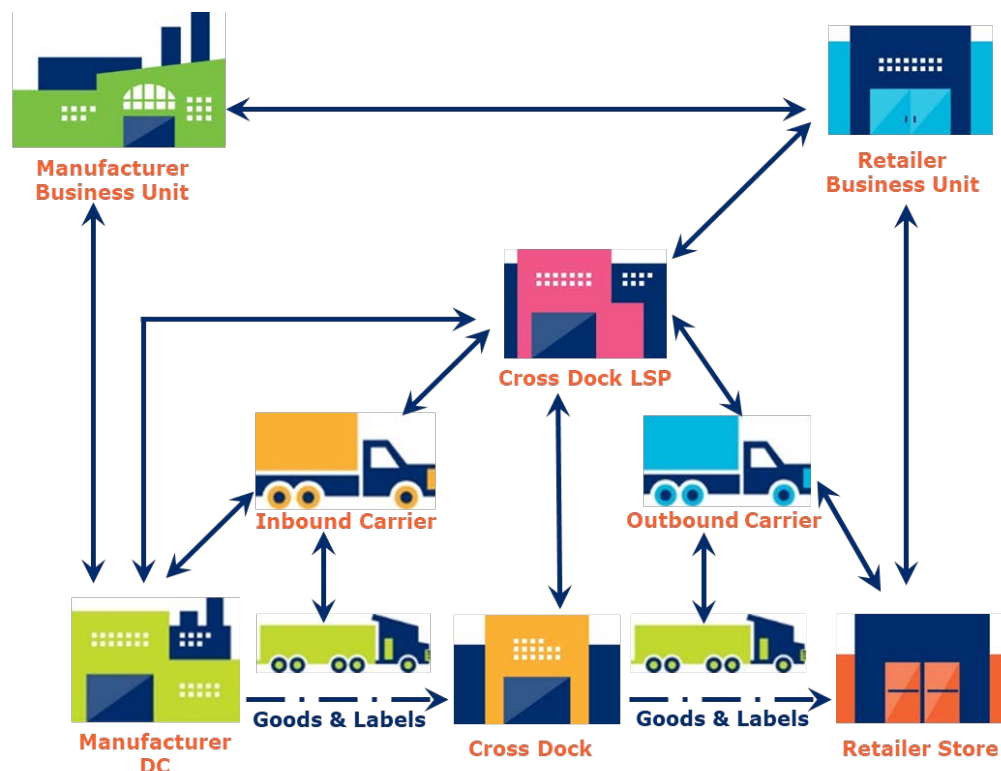 Manufacturer
Business Unit
Retailer
Business Unit
Cross Dock LSP
Inbound Carrier
Outbound Carrier
Goods & Labels
Goods & Labels
Manufacturer
DC
Cross Dock
Retailer Store